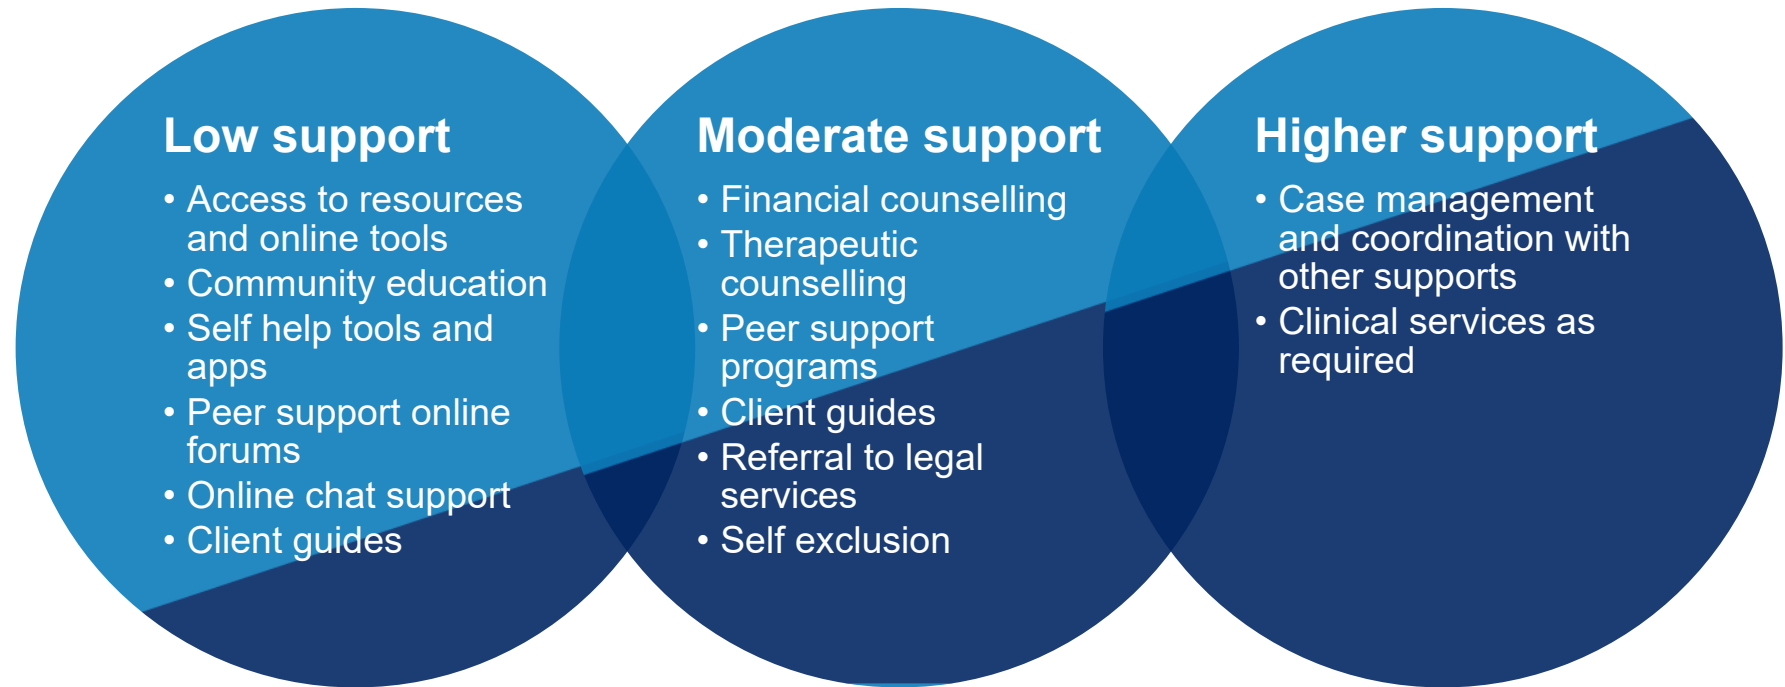 Low support
• Access to resources
and online tools
• Community education
• Self help tools and
apps
• Peer support online
forums
• Online chat support
• Client guides
Moderate support
• Financial counselling
• Therapeutic
counselling
• Peer support
programs
• Client guides
• Referral to legal
services
• Self exclusion
Higher support
• Case management
and coordination with
other supports
• Clinical services as
required